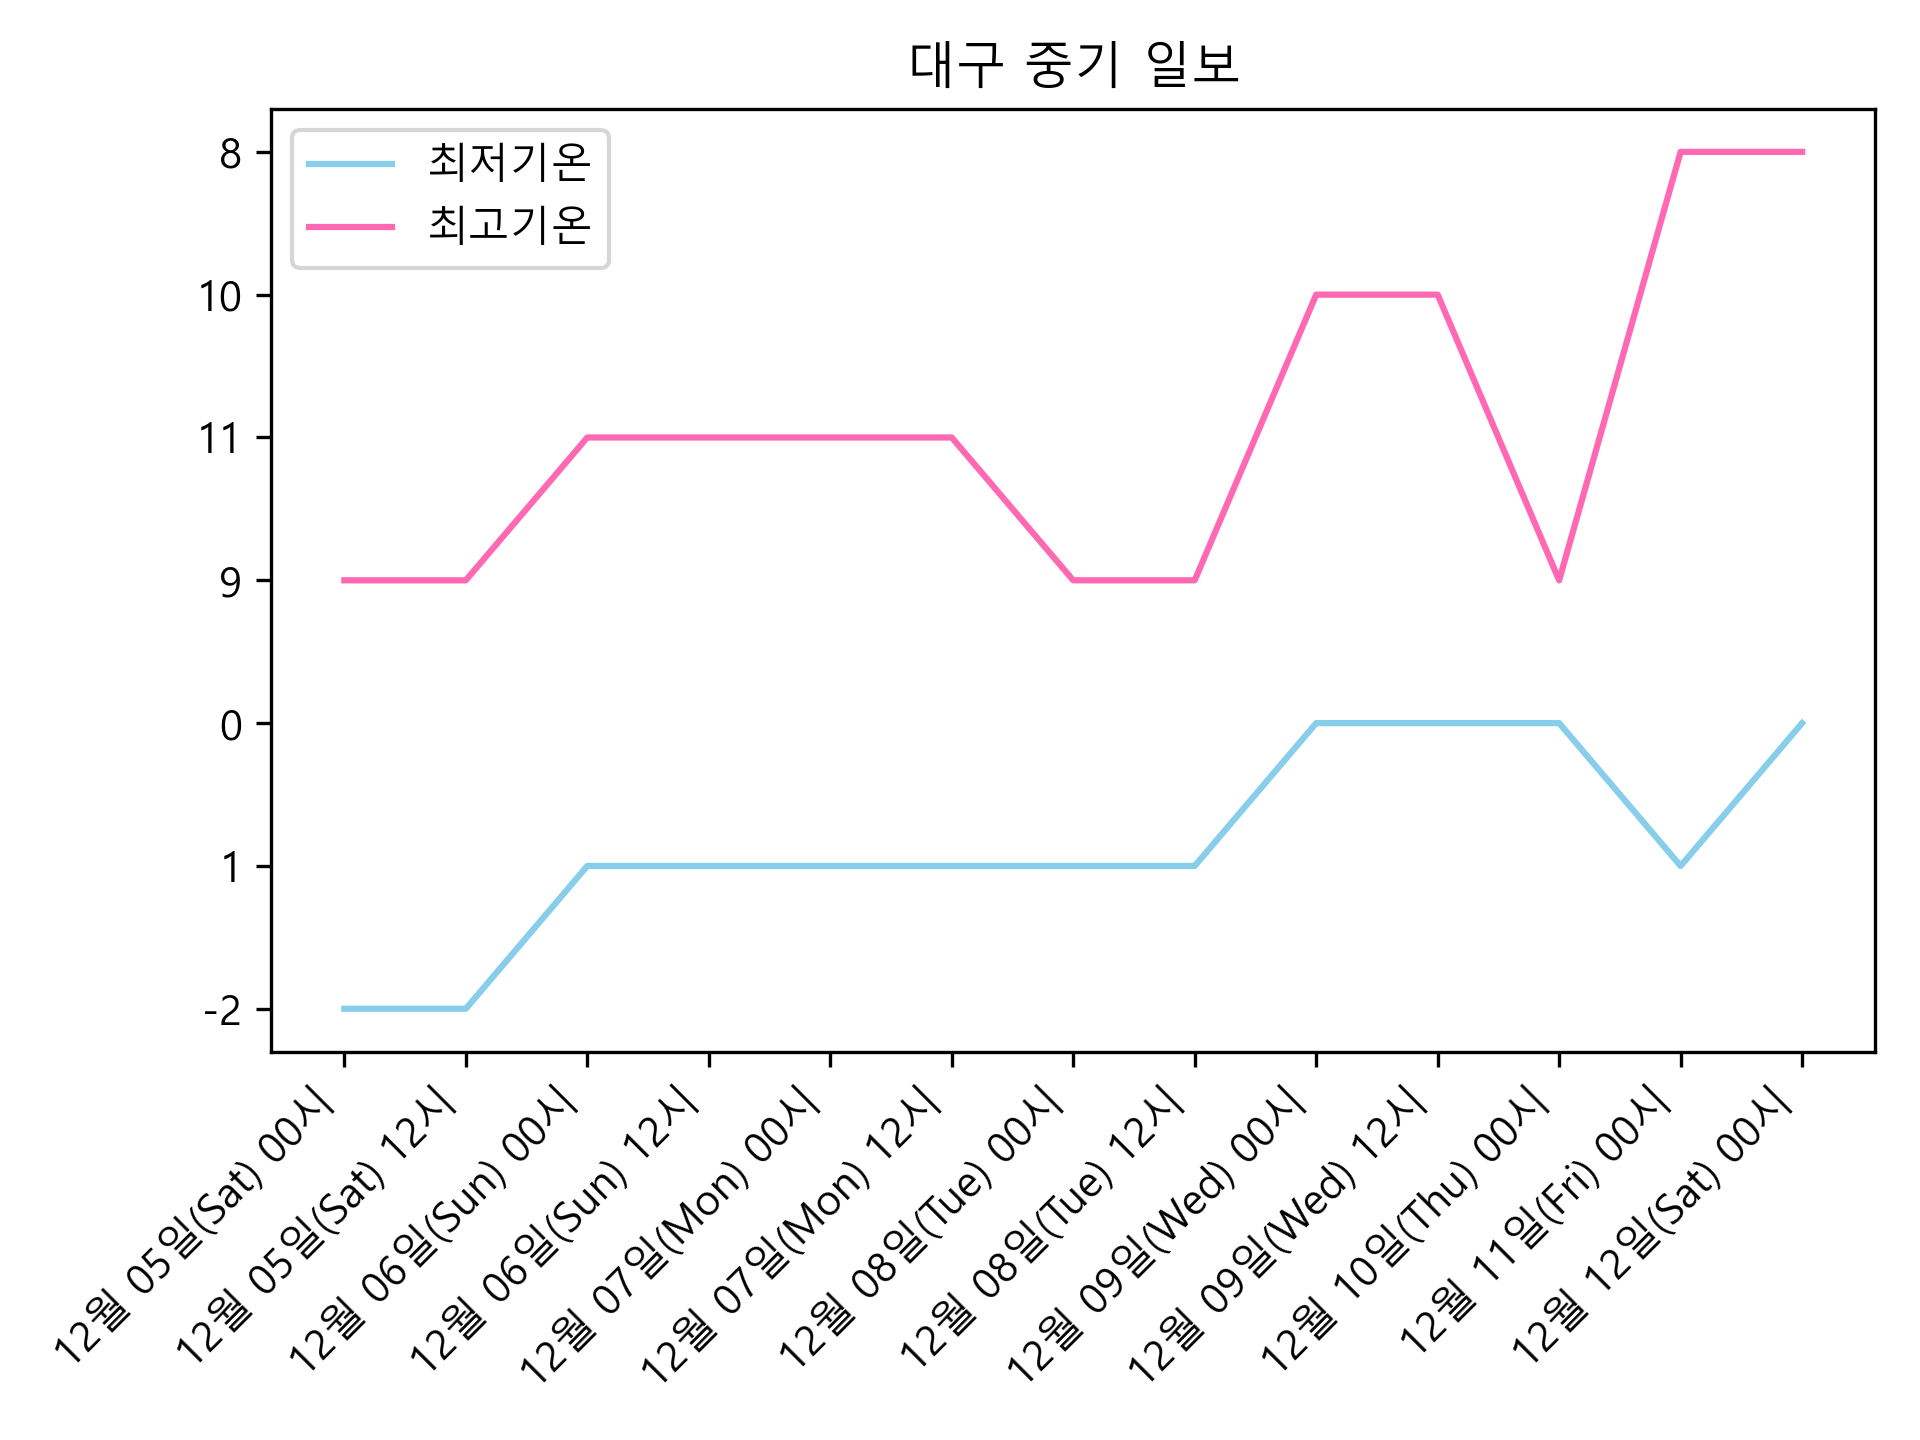 대구 중기 일보
최저기온
최고기온
8
10
11
9
0
1
-2
12월 05일(Sat) 00시
12월 05일(Sat) 12시
12월 06일(Sun) 00시
12월 06일(Sun) 12시
12월 07일(Mon) 00시
12월 07일(Mon) 12시
12월 08일(Tue) 00시
12월 08일(Tue) 12시
12월 09일(Wed) 00시
12월 09일(Wed) 12시
12월 10일(Thu) 00시
12월 11일(Fri) 00시
12월 12일(Sat) 00시